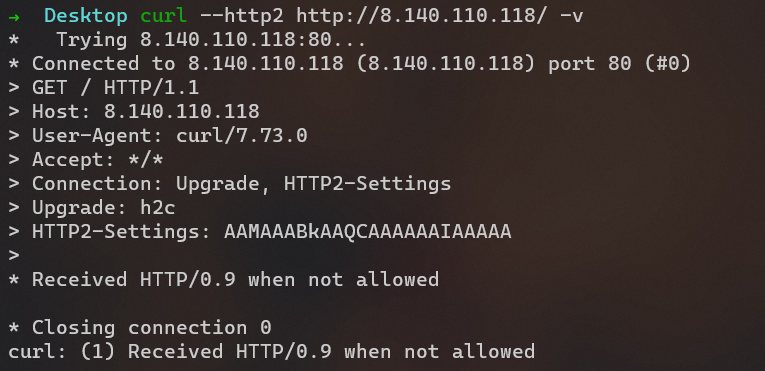 → Desktop curl --http2 http://8.140.110.118/ -v
* Trying 8.140.110.118:80...
* Connected to 8.140.110.118 (8.140.110.118) port 80 (#0)
> GET / HTTP/1.1
> Host: 8.140.110.118
> User-Agent: curl/7.73.0
> Accept: */*
> Connection: Upgrade, HTTP2-Settings
> Upgrade: h2c
> HTTP2-Settings: AAMAAABkAAQCAAAAAAIAAAAA
>
* Received HTTP/0.9 when not allowed
* Closing connection 0
curl: (1) Received HTTP/0.9 when not allowed